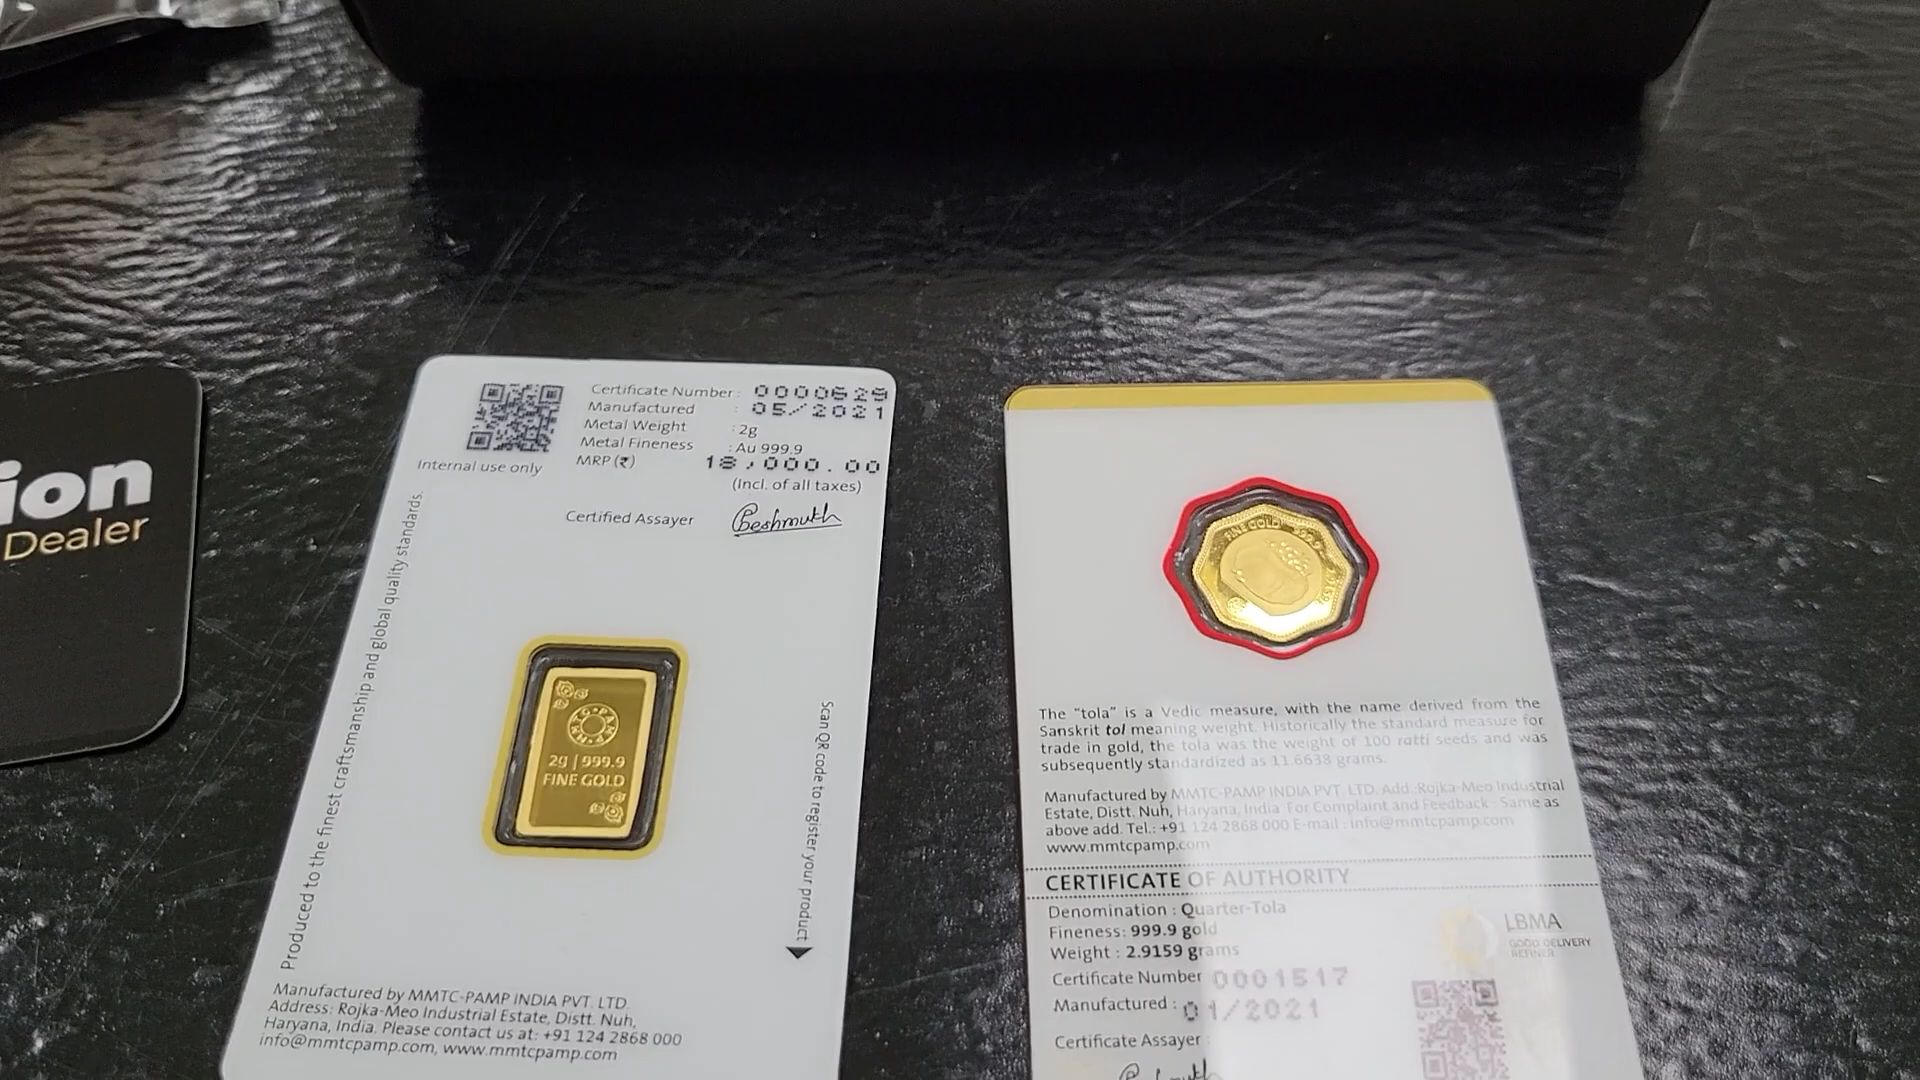 ion
Dealer
Certificate Number : 0000629
Manufactured : 05/2021
Metal Weight : 2g
Metal Fineness : Au 999.9
MRP (₹) 18,000.00
(Incl. of all taxes)
Internal use only
Certified Assayer
Produced to the finest craftsmanship and global quality standards.
MMTC-PAMP
2g | 999.9
FINE GOLD
Scan QR code to register your product
Manufactured by MMTC-PAMP INDIA PVT. LTD.
Address: Rojka-Meo Industrial Estate, Distt. Nuh,
Haryana, India. Please contact us at: +91 124 2868 000
info@mmtcpamp.com, www.mmtcpamp.com
FINE GOLD 999.9
The "tola" is a Vedic measure, with the name derived from the
Sanskrit tol meaning weight. Historically the standard measure for
trade in gold, the tola was the weight of 100 ratti seeds and was
subsequently standardized as 11.6638 grams.
Manufactured by MMTC-PAMP INDIA PVT. LTD. Add.:Rojka-Meo Industrial
Estate, Distt. Nuh, Haryana, India. For Complaint and Feedback : Same as
above add. Tel.: +91 124 2868 000 E-mail : info@mmtcpamp.com
www.mmtcpamp.com
CERTIFICATE OF AUTHORITY
Denomination : Quarter-Tola
Fineness: 999.9 gold
Weight : 2.9159 grams
Certificate Number 0001517
Manufactured : 01/2021
Certificate Assayer :
LBMA
GOOD DELIVERY
REFINER